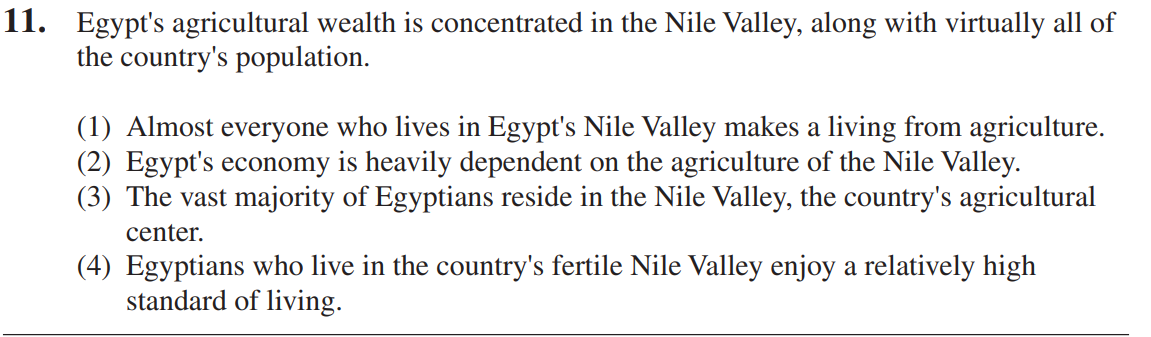 11. Egypt's agricultural wealth is concentrated in the Nile Valley, along with virtually all of
the country's population.
(1) Almost everyone who lives in Egypt's Nile Valley makes a living from agriculture.
(2) Egypt's economy is heavily dependent on the agriculture of the Nile Valley.
(3) The vast majority of Egyptians reside in the Nile Valley, the country's agricultural
center.
(4) Egyptians who live in the country's fertile Nile Valley enjoy a relatively high
standard of living.